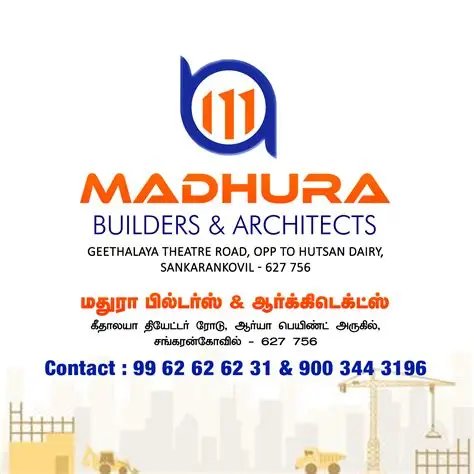 m
MADHURA
BUILDERS & ARCHITECTS
GEETHALAYA THEATRE ROAD, OPP TO HUTSAN DAIRY,
SANKARANKOVIL - 627 756
மதுரா பில்டர்ஸ் & ஆர்க்கிடெக்ட்ஸ்
கீதாலயா தியேட்டர் ரோடு, ஆர்யா பெயிண்ட் அருகில்,
சங்கரன்கோவில் - 627 756
Contact : 99 62 62 62 31 & 900 344 3196